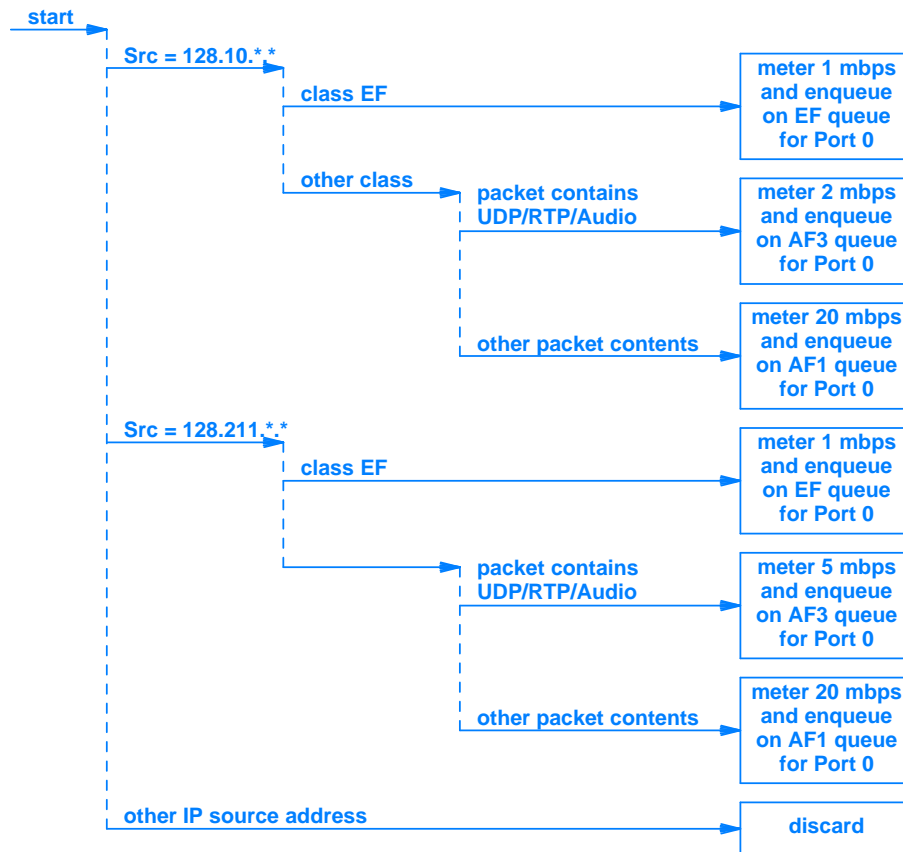 start
Src = 128.10.*.*
class EF
meter 1 mbps
and enqueue
on EF queue
for Port 0
other class
packet contains
UDP/RTP/Audio
meter 2 mbps
and enqueue
on AF3 queue
for Port 0
other packet contents
meter 20 mbps
and enqueue
on AF1 queue
for Port 0
Src = 128.211.*.*
class EF
meter 1 mbps
and enqueue
on EF queue
for Port 0
packet contains
UDP/RTP/Audio
meter 5 mbps
and enqueue
on AF3 queue
for Port 0
other packet contents
meter 20 mbps
and enqueue
on AF1 queue
for Port 0
other IP source address
discard